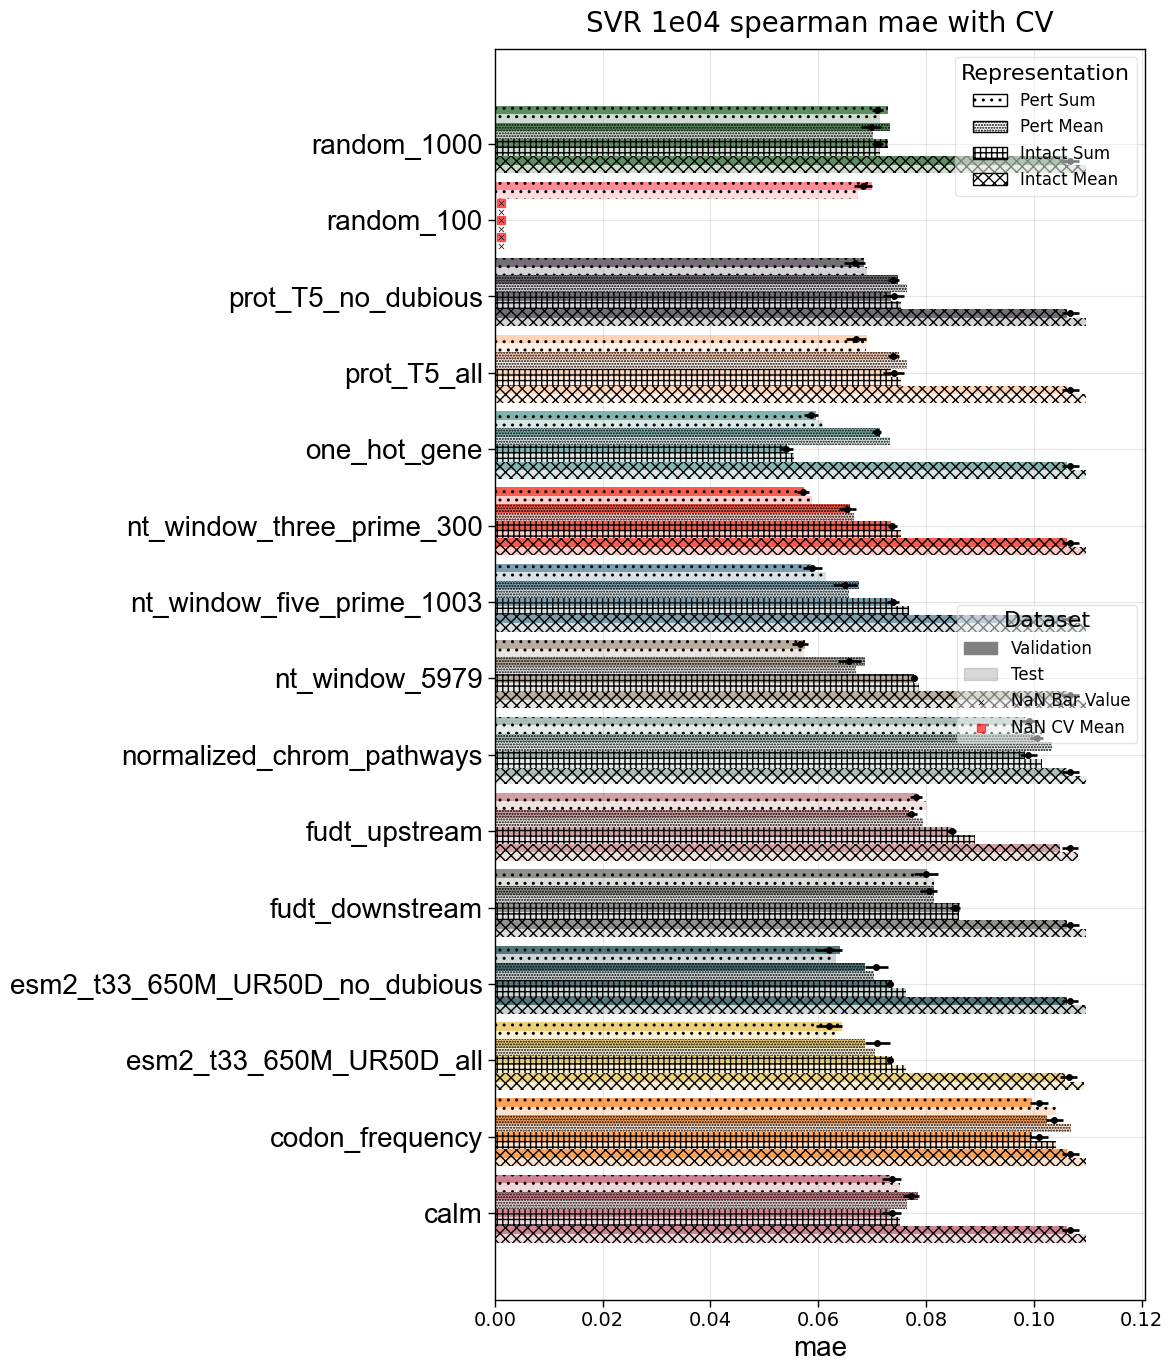 SVR 1e04 spearman mae with CV
Representation
Pert Sum
Pert Mean
Intact Sum
Intact Mean
random_1000
random_100
prot_T5_no_dubious
prot_T5_all
one_hot_gene
nt_window_three_prime_300
nt_window_five_prime_1003
Dataset
Validation
Test
NaN Bar Value
NaN CV Mean
nt_window_5979
normalized_chrom_pathways
fudt_upstream
fudt_downstream
esm2_t33_650M_UR50D_no_dubious
esm2_t33_650M_UR50D_all
codon_frequency
calm
0.00 0.02 0.04 0.06 0.08 0.10 0.12
mae